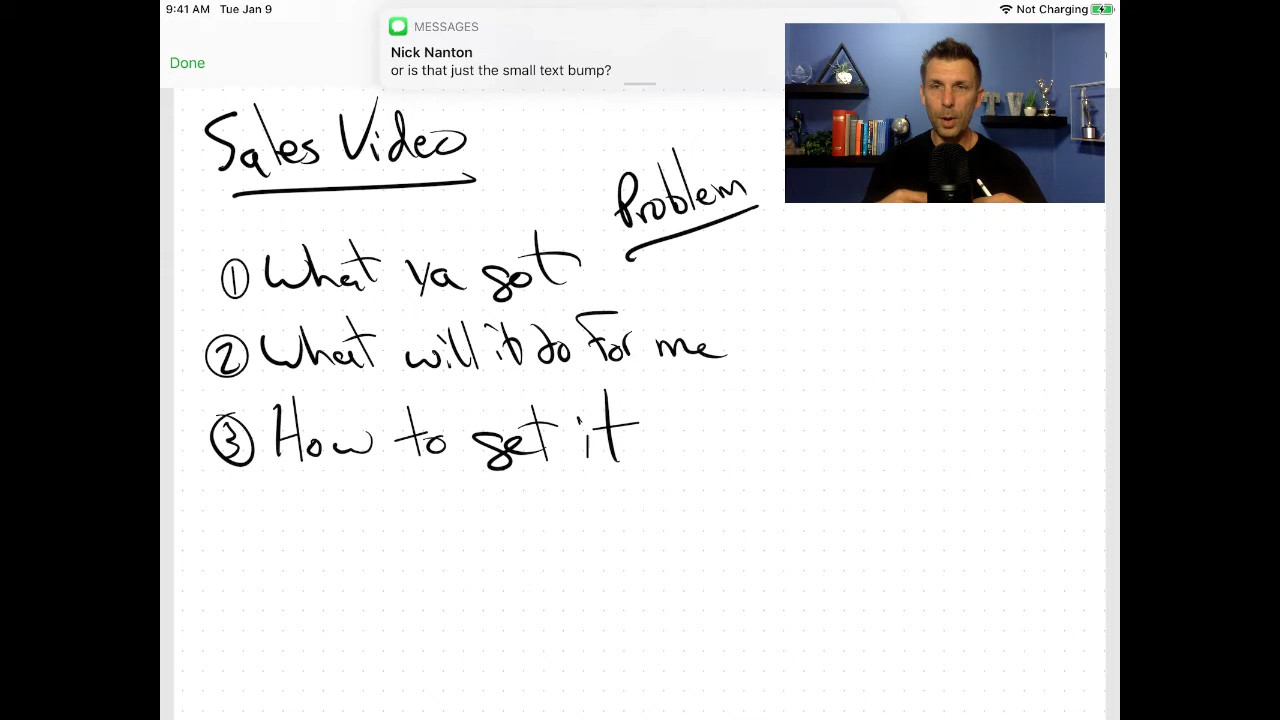 9:41 AM Tue Jan 9
Not Charging
MESSAGES
Nick Nanton
or is that just the small text bump?
Done
TV
Sales Video
Problem
① What ya got
② What will it do for me
③ How to get it